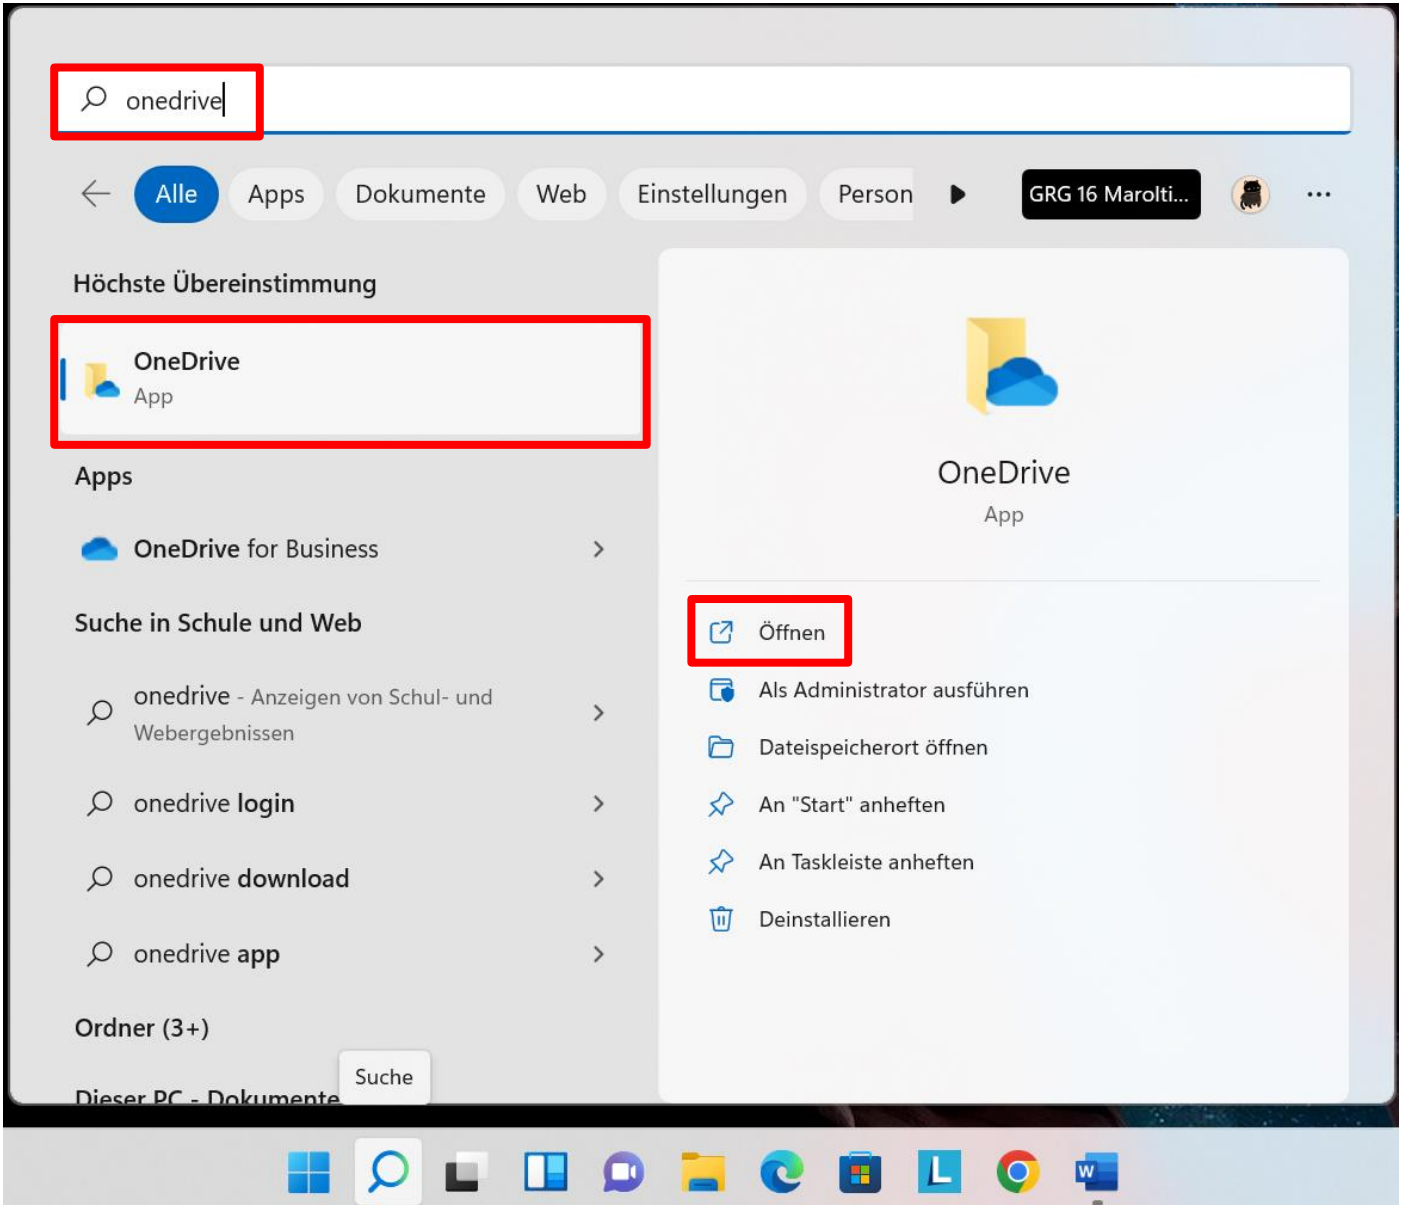 onedrive
Alle Apps Dokumente Web Einstellungen Person GRG 16 Marolti... ...
Höchste Übereinstimmung
OneDrive
App
Apps
OneDrive for Business
Suche in Schule und Web
onedrive - Anzeigen von Schul- und
Webergebnissen
onedrive login
onedrive download
onedrive app
Ordner (3+)
Dieser PC - Dokumente
Suche
OneDrive
App
Öffnen
Als Administrator ausführen
Dateispeicherort öffnen
An "Start" anheften
An Taskleiste anheften
Deinstallieren
L
W